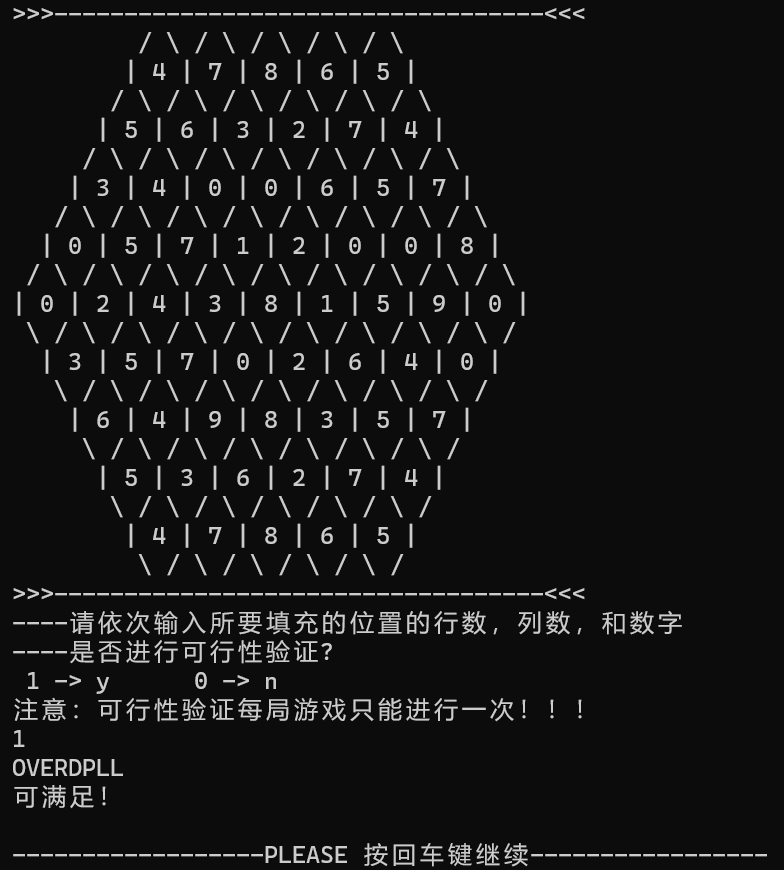 >>>-----------------------------------<<<
         / \ / \ / \ / \ / \
        | 4 | 7 | 8 | 6 | 5 |
       / \ / \ / \ / \ / \ / \
      | 5 | 6 | 3 | 2 | 7 | 4 |
     / \ / \ / \ / \ / \ / \ / \
    | 3 | 4 | 0 | 0 | 6 | 5 | 7 |
   / \ / \ / \ / \ / \ / \ / \ / \
  | 0 | 5 | 7 | 1 | 2 | 0 | 0 | 8 |
 / \ / \ / \ / \ / \ / \ / \ / \ / \
| 0 | 2 | 4 | 3 | 8 | 1 | 5 | 9 | 0 |
 \ / \ / \ / \ / \ / \ / \ / \ / \ /
  | 3 | 5 | 7 | 0 | 2 | 6 | 4 | 0 |
   \ / \ / \ / \ / \ / \ / \ / \ /
    | 6 | 4 | 9 | 8 | 3 | 5 | 7 |
     \ / \ / \ / \ / \ / \ / \ /
      | 5 | 3 | 6 | 2 | 7 | 4 |
       \ / \ / \ / \ / \ / \ /
        | 4 | 7 | 8 | 6 | 5 |
         \ / \ / \ / \ / \ /
>>>-----------------------------------<<<
----请依次输入所要填充的位置的行数，列数，和数字
----是否进行可行性验证?
 1 -> y      0 -> n
注意：可行性验证每局游戏只能进行一次！！！
1
OVERDPLL
可满足！
------------------PLEASE 按回车键继续-----------------